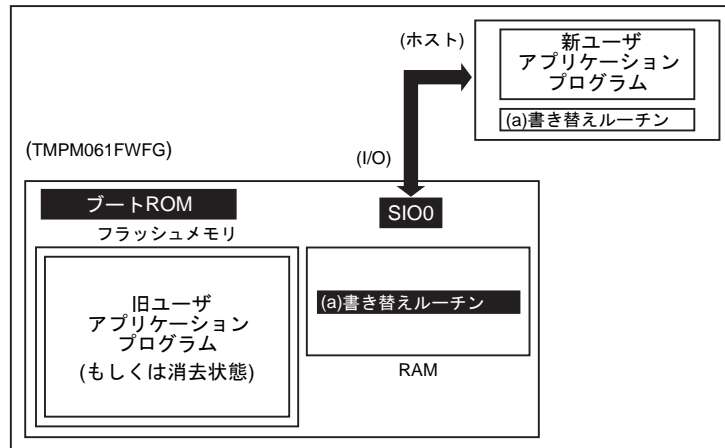 (ホスト)
新ユーザ
アプリケーション
プログラム
(a)書き替えルーチン
(TMPM061FWFG)
(I/O)
ブートROM
SIO0
フラッシュメモリ
旧ユーザ
アプリケーション
プログラム
(もしくは消去状態)
(a)書き替えルーチン
RAM